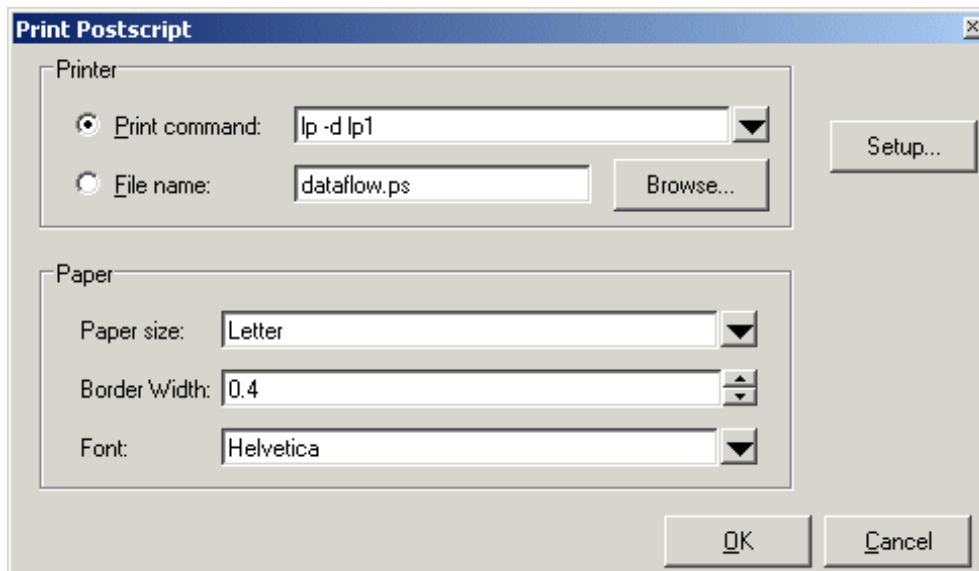 Print Postscript
Printer
Print command: lp -d lp1
Setup...
File name: dataflow.ps Browse...
Paper
Paper size: Letter
Border Width: 0.4
Font: Helvetica
OK Cancel